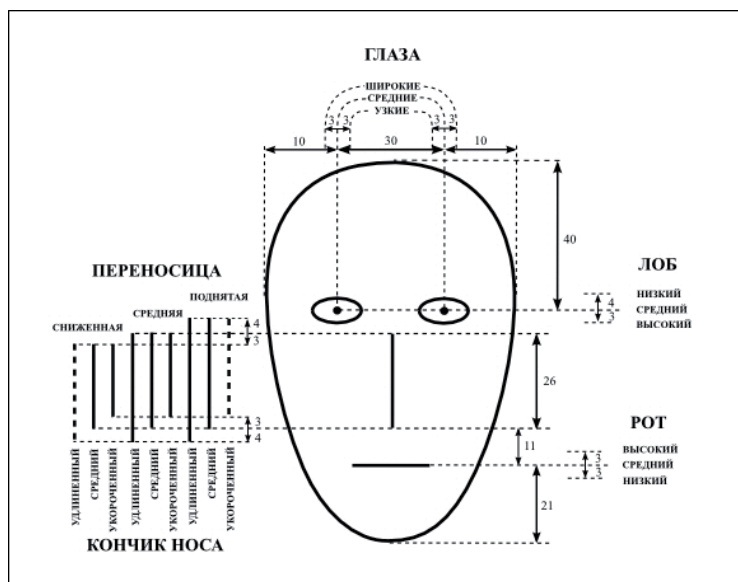 ГЛАЗА
ШИРОКИЕ
СРЕДНИЕ
УЗКИЕ
3 3 3 3
10 30 10
40
ПЕРЕНОСИЦА
ПОДНЯТАЯ
СРЕДНЯЯ
СНИЖЕННАЯ
4
3
ЛОБ
НИЗКИЙ
4
СРЕДНИЙ
3
ВЫСОКИЙ
26
3
4
11
РОТ
ВЫСОКИЙ
3
СРЕДНИЙ
3
НИЗКИЙ
21
УДЛИНЕННЫЙ
СРЕДНИЙ
УКОРОЧЕННЫЙ
УДЛИНЕННЫЙ
СРЕДНИЙ
УКОРОЧЕННЫЙ
УДЛИНЕННЫЙ
СРЕДНИЙ
УКОРОЧЕННЫЙ
КОНЧИК НОСА